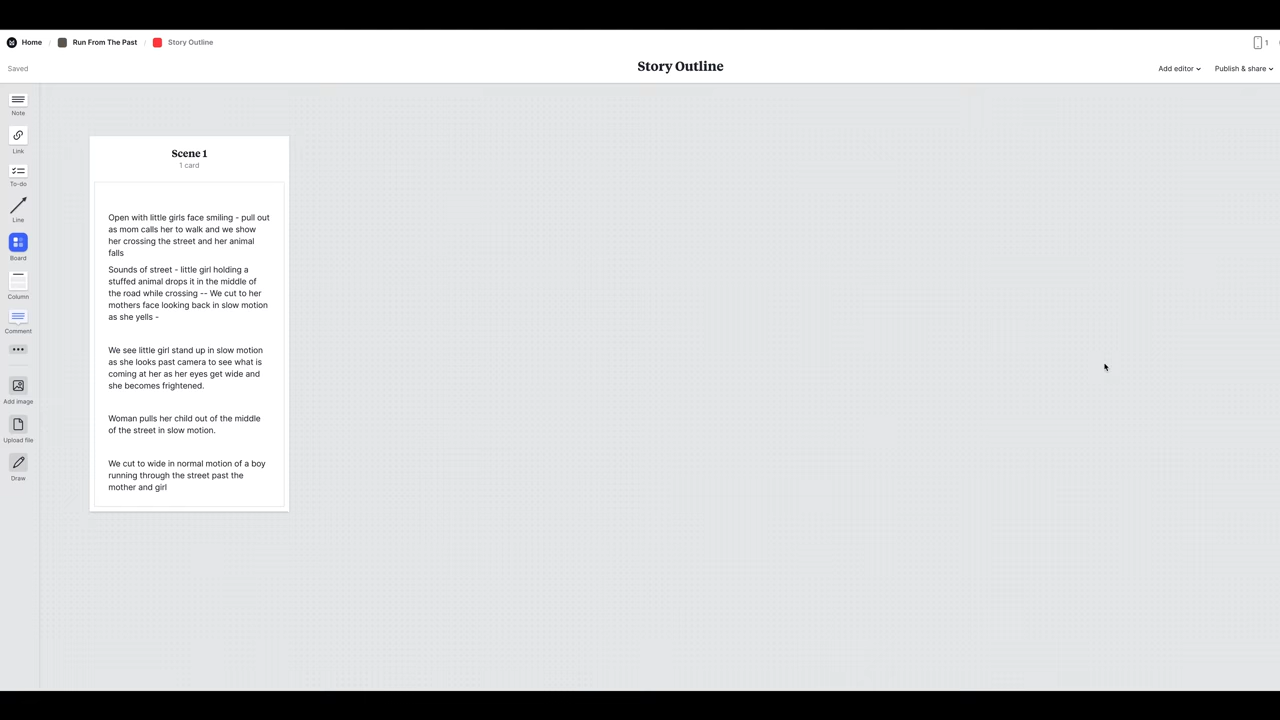 Home / Run From The Past / Story Outline
1
Saved
Story Outline
Add editor
Publish & share
Note
Link
To-do
Line
Board
Column
Comment
Add image
Upload file
Draw
Scene 1
1 card
Open with little girls face smiling - pull out
as mom calls her to walk and we show
her crossing the street and her animal
falls
Sounds of street - little girl holding a
stuffed animal drops it in the middle of
the road while crossing -- We cut to her
mothers face looking back in slow motion
as she yells -
We see little girl stand up in slow motion
as she looks past camera to see what is
coming at her as her eyes get wide and
she becomes frightened.
Woman pulls her child out of the middle
of the street in slow motion.
We cut to wide in normal motion of a boy
running through the street past the
mother and girl